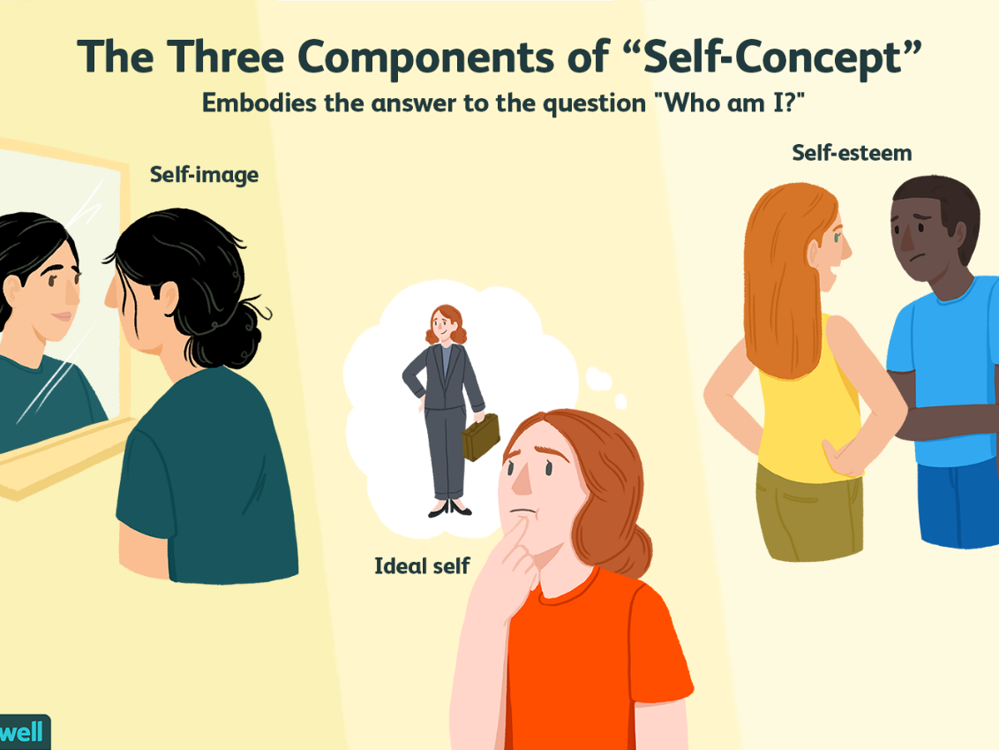 The Three Components of “Self-Concept”
Embodies the answer to the question "Who am I?"
Self-image
Self-esteem
Ideal self
well